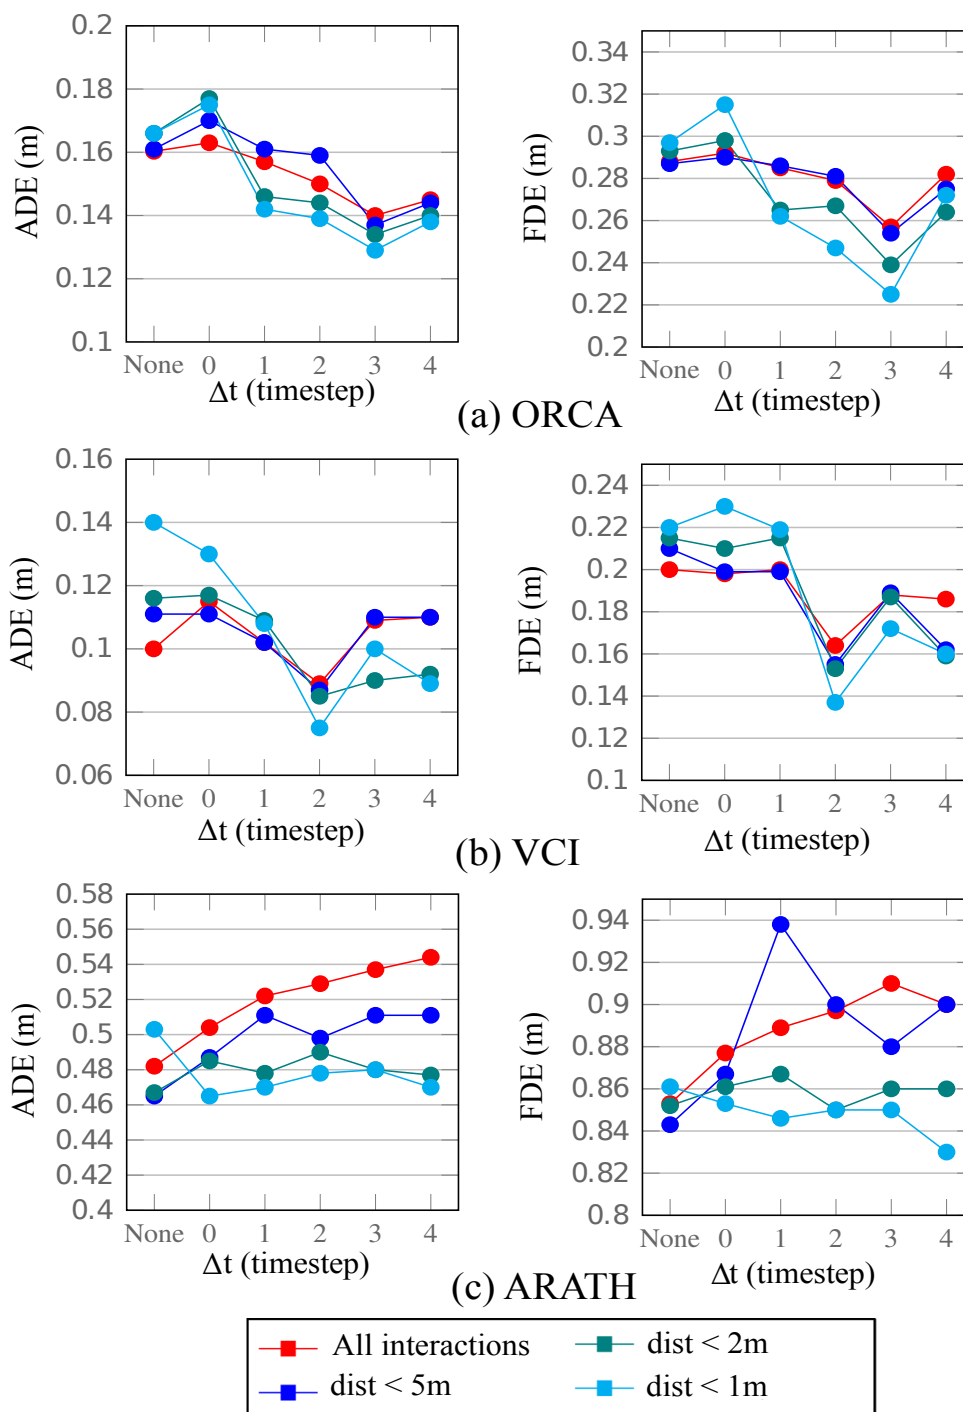 0.2
0.18
0.16
0.14
0.12
0.1
ADE (m)
None 0 1 2 3 4
Δt (timestep)
0.34
0.32
0.3
0.28
0.26
0.24
0.22
0.2
FDE (m)
None 0 1 2 3 4
Δt (timestep)
(a) ORCA
0.16
0.14
0.12
0.1
0.08
0.06
ADE (m)
None 0 1 2 3 4
Δt (timestep)
0.24
0.22
0.2
0.18
0.16
0.14
0.12
0.1
FDE (m)
None 0 1 2 3 4
Δt (timestep)
(b) VCI
0.58
0.56
0.54
0.52
0.5
0.48
0.46
0.44
0.42
0.4
ADE (m)
None 0 1 2 3 4
Δt (timestep)
0.94
0.92
0.9
0.88
0.86
0.84
0.82
0.8
FDE (m)
None 0 1 2 3 4
Δt (timestep)
(c) ARATH
All interactions
dist < 2m
dist < 5m
dist < 1m